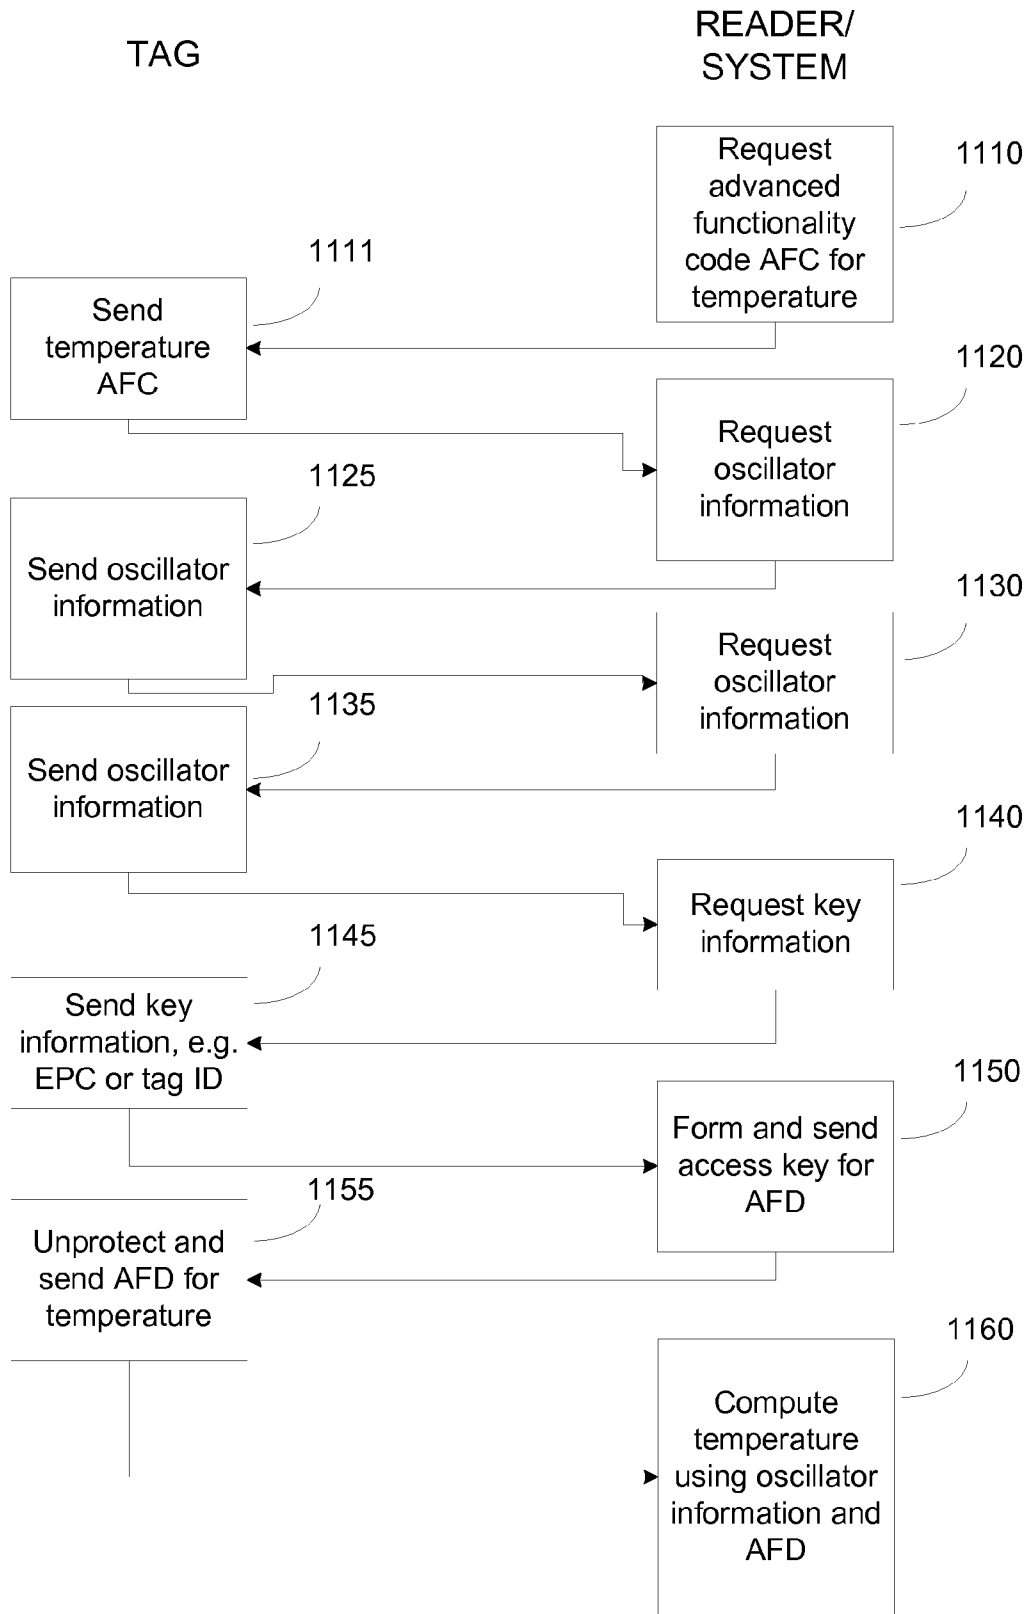 TAG
READER/
SYSTEM
Request
advanced
functionality
code AFC for
temperature
1110
1111
Send
temperature
AFC
1120
Request
oscillator
information
1125
Send oscillator
information
1130
Request
oscillator
information
1135
Send oscillator
information
1140
Request key
information
1145
Send key
information, e.g.
EPC or tag ID
1150
Form and send
access key for
AFD
1155
Unprotect and
send AFD for
temperature
1160
Compute
temperature
using oscillator
information and
AFD